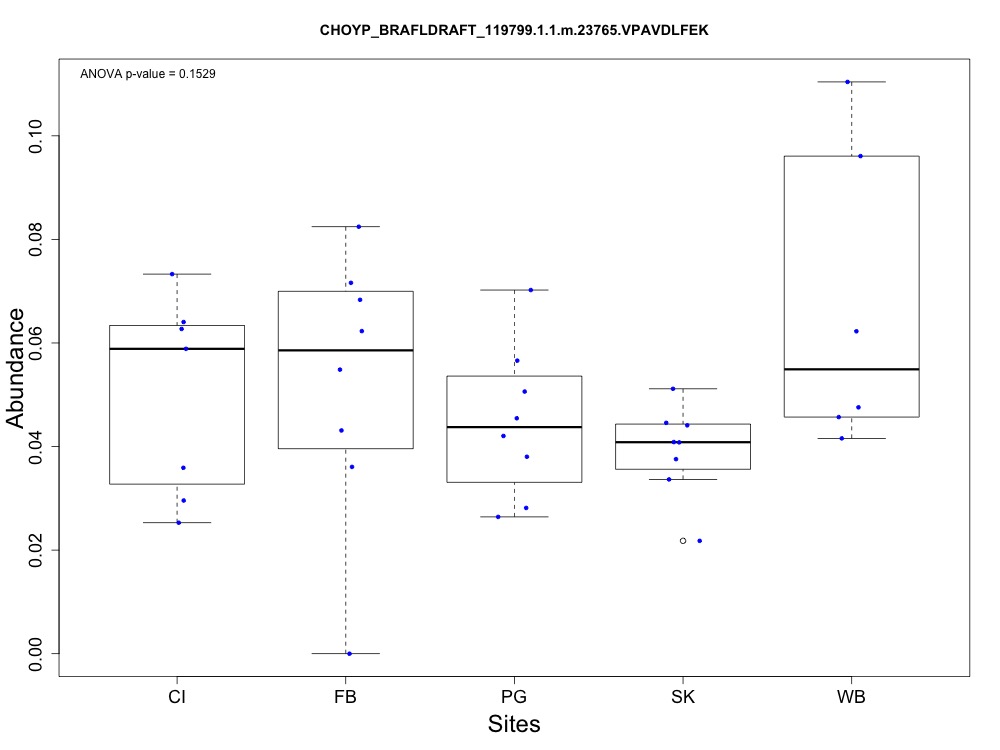 CHOYP_BRAFLDRAFT_119799.1.1.m.23765.VPAVDLFEK
ANOVA p-value = 0.1529
0.10
0.08
0.06
0.04
0.02
0.00
Abundance
CI FB PG SK WB
Sites